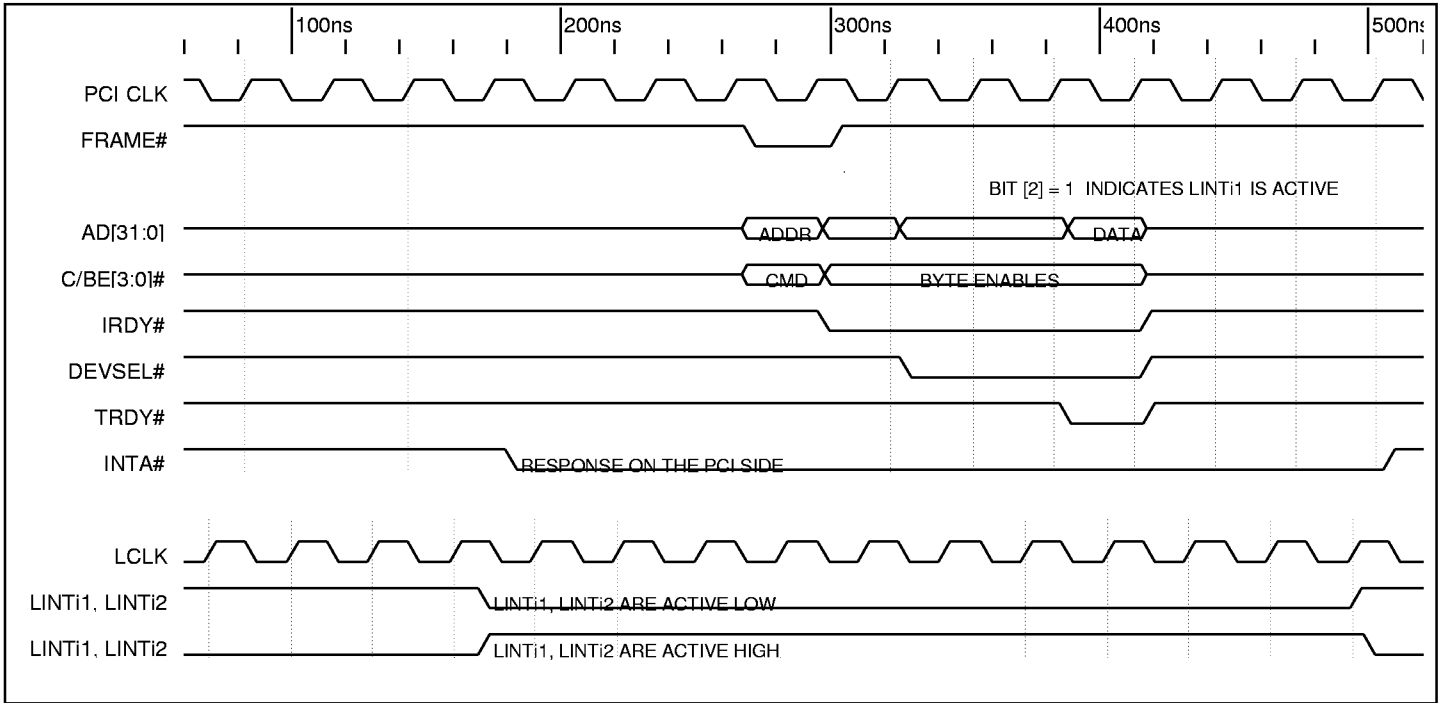 100ns 200ns 300ns 400ns 500ns
PCI CLK
FRAME#
BIT [2] = 1 INDICATES LINTi1 IS ACTIVE
AD[31:0] ADDR DATA
C/BE[3:0]# CMD BYTE ENABLES
IRDY#
DEVSEL#
TRDY#
INTA# RESPONSE ON THE PCI SIDE
LCLK
LINTi1, LINTi2 LINTi1, LINTi2 ARE ACTIVE LOW
LINTi1, LINTi2 LINTi1, LINTi2 ARE ACTIVE HIGH